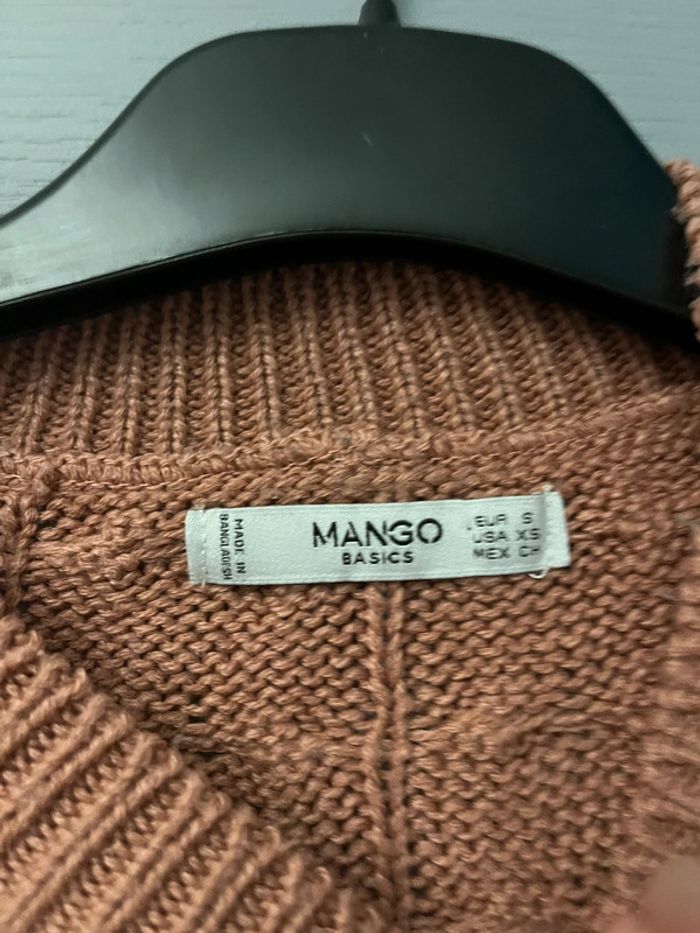 MADE IN
BANGLADESH
MANGO
BASICS
EUR S
USA XS
MEX CH